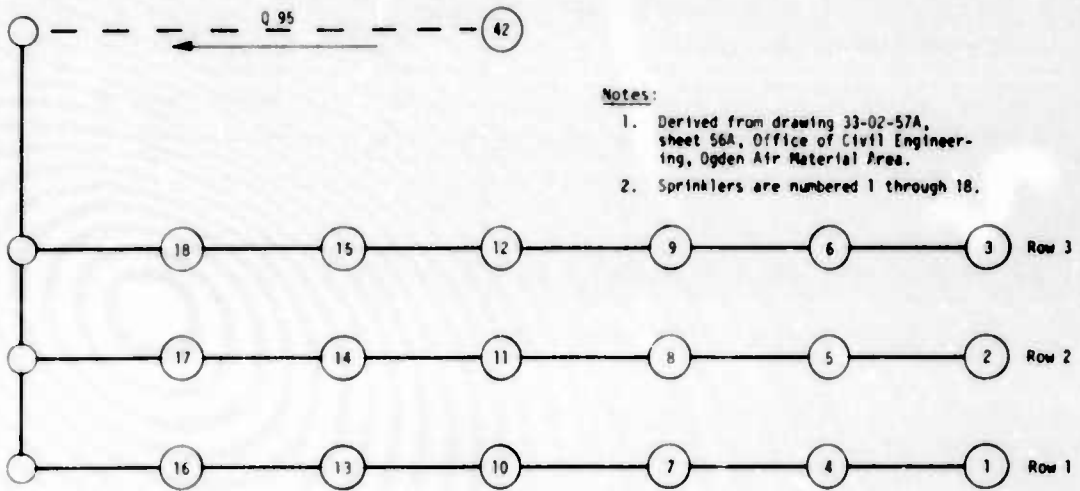 Q 95
42
Notes:
1. Derived from drawing 33-02-57A,
sheet 56A, Office of Civil Engineer-
ing, Ogden Air Material Area.
2. Sprinklers are numbered 1 through 18.
18 15 12 9 6 3 Row 3
17 14 11 8 5 2 Row 2
16 13 10 7 4 1 Row 1